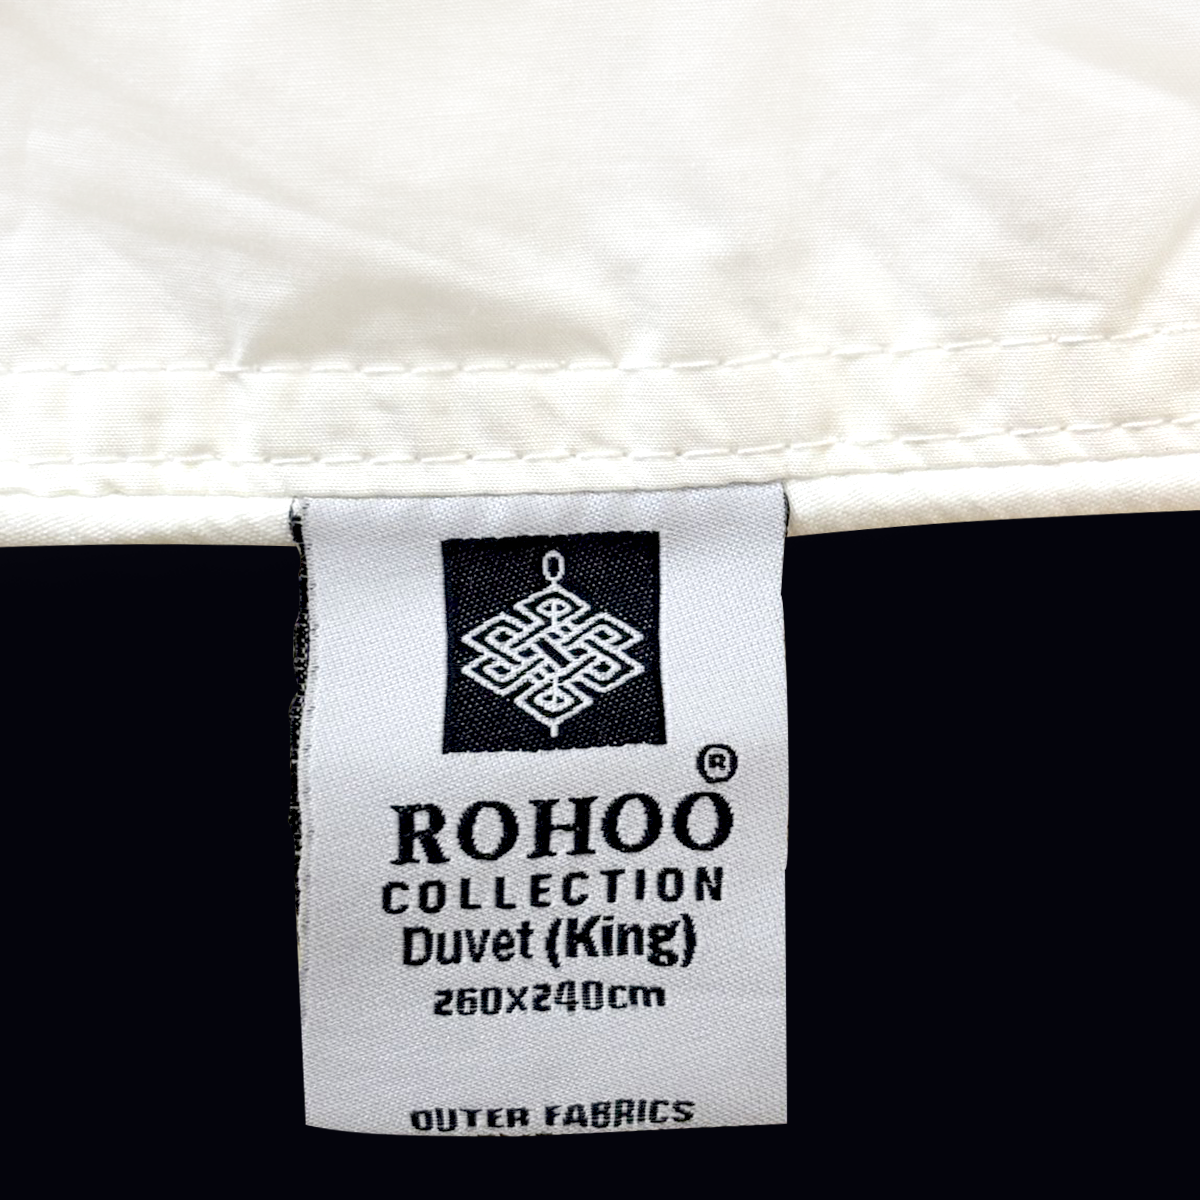 ®
ROHOO
COLLECTION
Duvet (King)
260X240cm
OUTER FABRICS